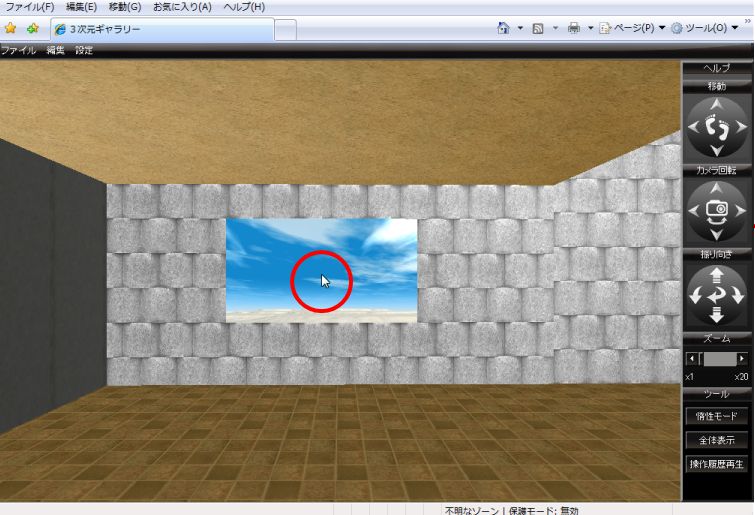 ファイル(F) 編集(E) 移動(G) お気に入り(A) ヘルプ(H)
3次元ギャラリー
ページ(P) ツール(O)
ファイル 編集 設定
ヘルプ
移動
カメラ回転
振り向き
ズーム
x1 x20
ツール
惰性モード
全体表示
操作履歴再生
不明なゾーン | 保護モード: 無効